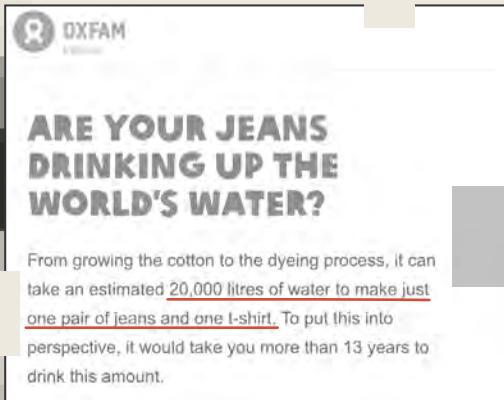 OXFAM
ARE YOUR JEANS
DRINKING UP THE
WORLD'S WATER?
From growing the cotton to the dyeing process, it can
take an estimated 20,000 litres of water to make just
one pair of jeans and one t-shirt. To put this into
perspective, it would take you more than 13 years to
drink this amount.